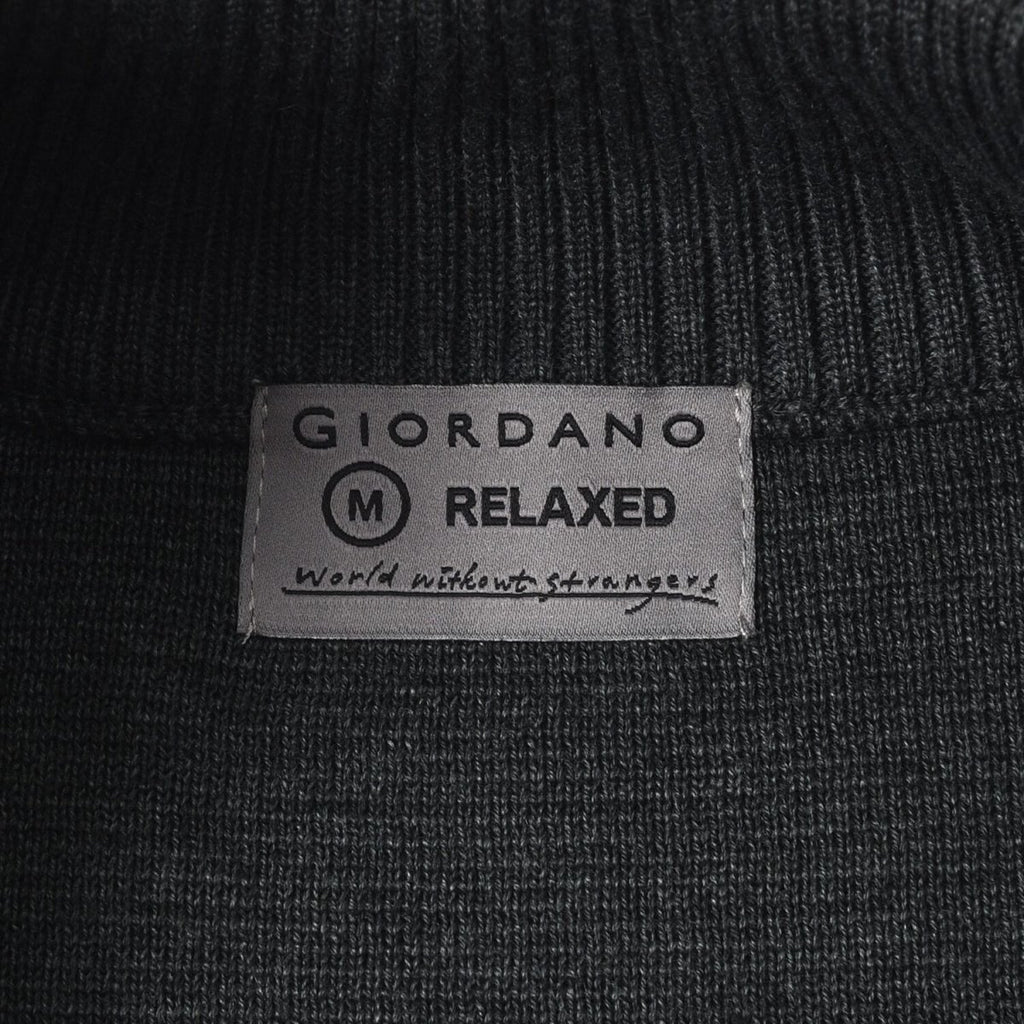 GIORDANO
M RELAXED
World without strangers